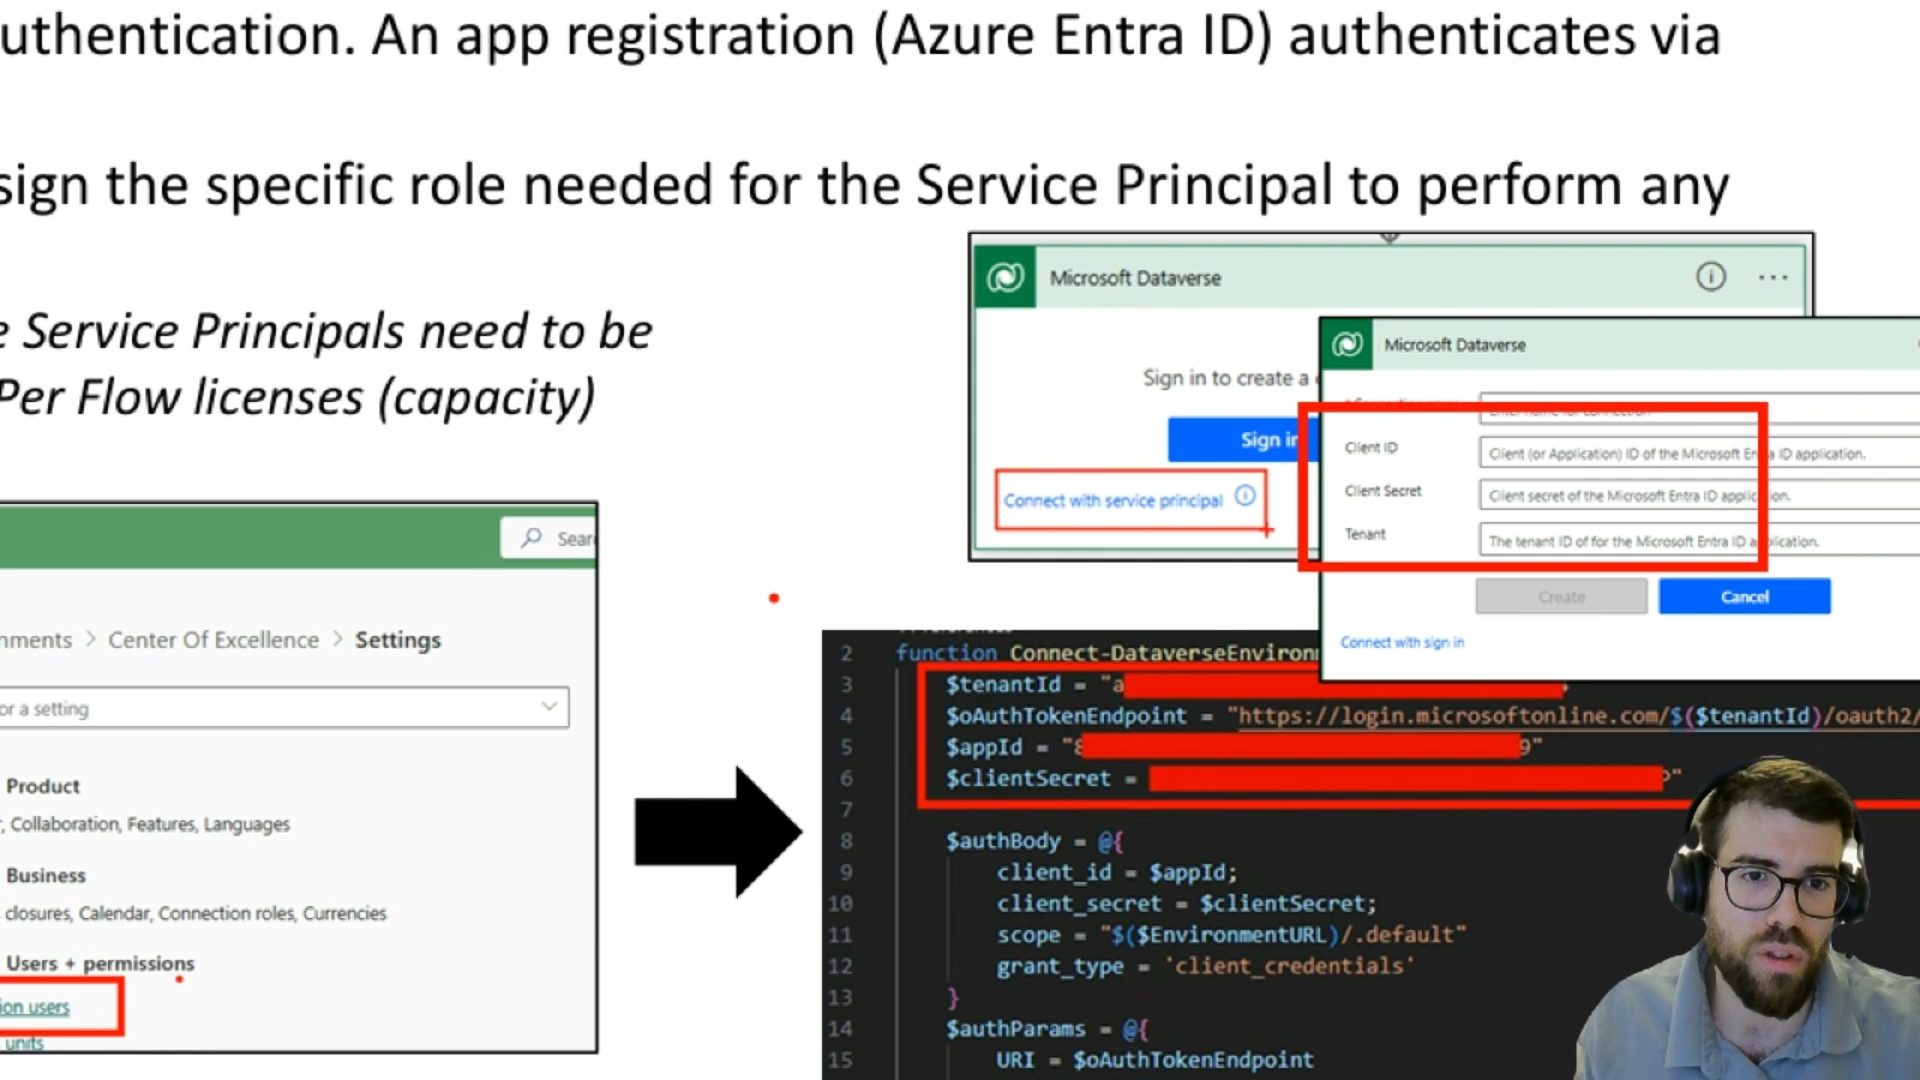 uthentication. An app registration (Azure Entra ID) authenticates via
sign the specific role needed for the Service Principal to perform any
e Service Principals need to be
Per Flow licenses (capacity)
Microsoft Dataverse
Sign in to create a
Sign in
Connect with service principal
Microsoft Dataverse
Client ID
Client (or Application) ID of the Microsoft Entra ID application.
Client Secret
Client secret of the Microsoft Entra ID application.
Tenant
The tenant ID of for the Microsoft Entra ID application.
Create
Cancel
Connect with sign in
Sear
nments > Center Of Excellence > Settings
or a setting
Product
, Collaboration, Features, Languages
Business
closures, Calendar, Connection roles, Currencies
Users + permissions
ion users
units
2 function Connect-DataverseEnvironm
3 $tenantId = "a
4 $oAuthTokenEndpoint = "https://login.microsoftonline.com/$($tenantId)/oauth2/
5 $appId = "8 9"
6 $clientSecret = "
7
8 $authBody = @{
9 client_id = $appId;
10 client_secret = $clientSecret;
11 scope = "$($EnvironmentURL)/.default"
12 grant_type = 'client_credentials'
13 }
14 $authParams = @{
15 URI = $oAuthTokenEndpoint